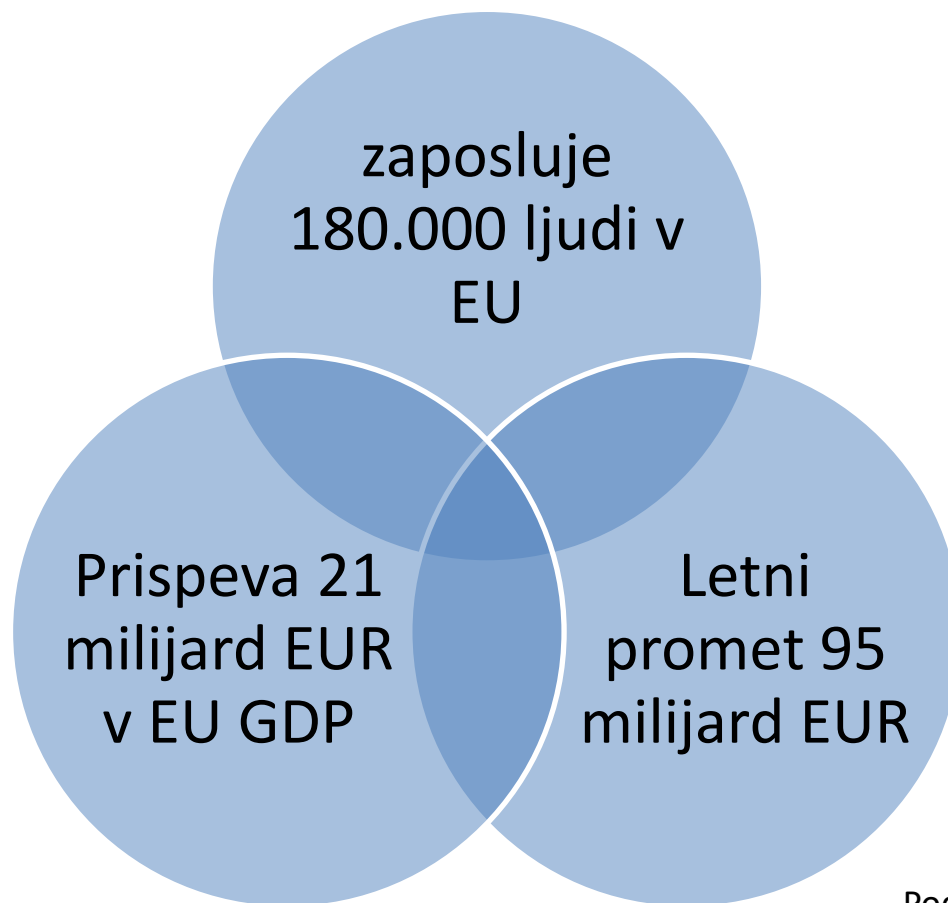 zaposluje
180.000 ljudi v
EU
Prispeva 21
milijard EUR
v EU GDP
Letni
promet 95
milijard EUR